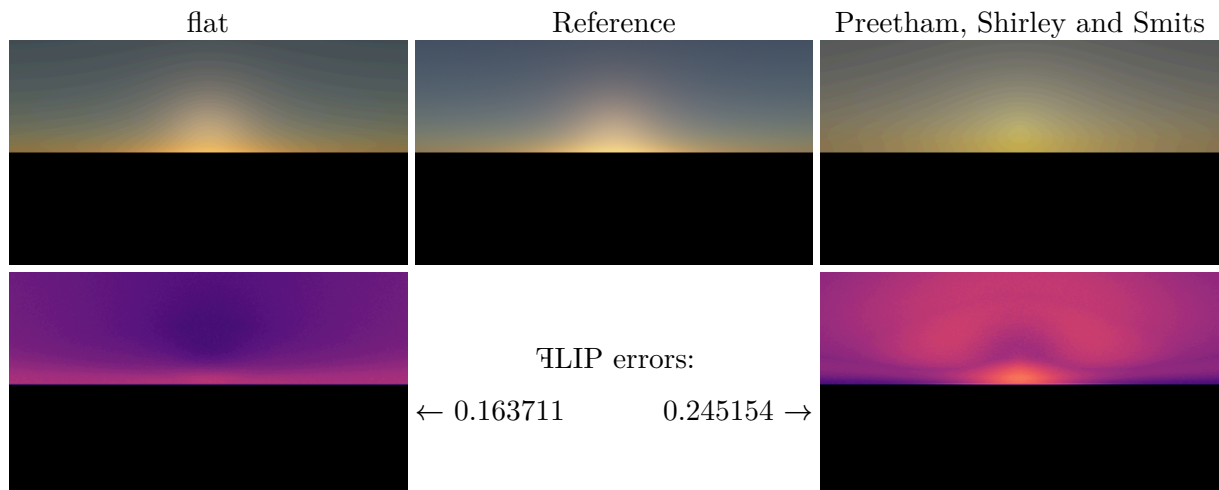 flat
Reference
Preetham, Shirley and Smits
ꟻLIP errors:
← 0.163711
0.245154 →